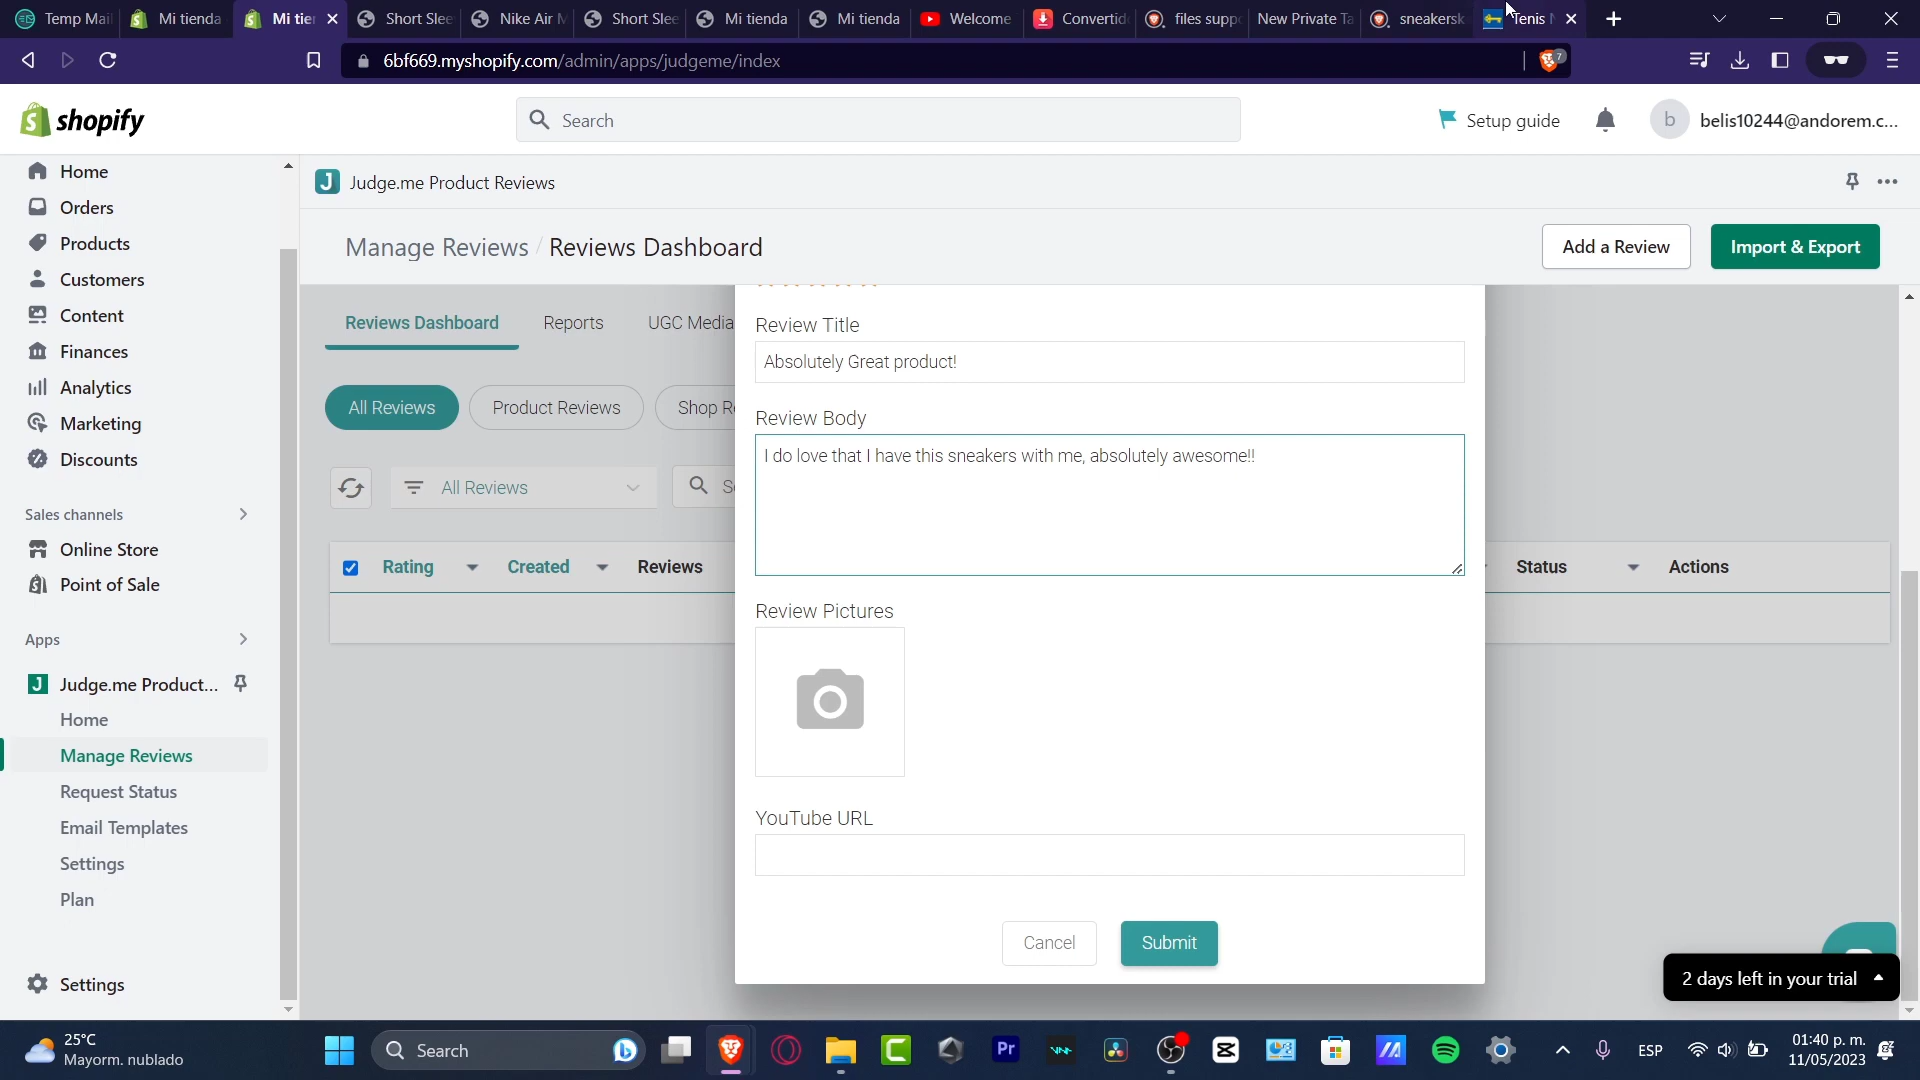 Temp Mail
Mi tienda
Mi tien
Short Slee
Nike Air M
Short Slee
Mi tienda
Mi tienda
Welcome
Convertid
files suppo
New Private Ta
sneakersk
Tenis
6bf669.myshopify.com/admin/apps/judgeme/index
7
shopify
Search
Setup guide
b
belis10244@andorem.c...
Home
Orders
Products
Customers
Content
Finances
Analytics
Marketing
Discounts
Sales channels
Online Store
Point of Sale
Apps
J Judge.me Product...
Home
Manage Reviews
Request Status
Email Templates
Settings
Plan
Settings
J Judge.me Product Reviews
Manage Reviews / Reviews Dashboard
Add a Review
Import & Export
Reviews Dashboard
Reports
UGC Media
All Reviews
Product Reviews
Shop Re
All Reviews
Se
Rating
Created
Reviews
Status
Actions
Review Title
Absolutely Great product!
Review Body
I do love that I have this sneakers with me, absolutely awesome!!
Review Pictures
YouTube URL
Cancel
Submit
2 days left in your trial
25°C
Mayorm. nublado
Search
Pr
ESP
01:40 p. m.
11/05/2023